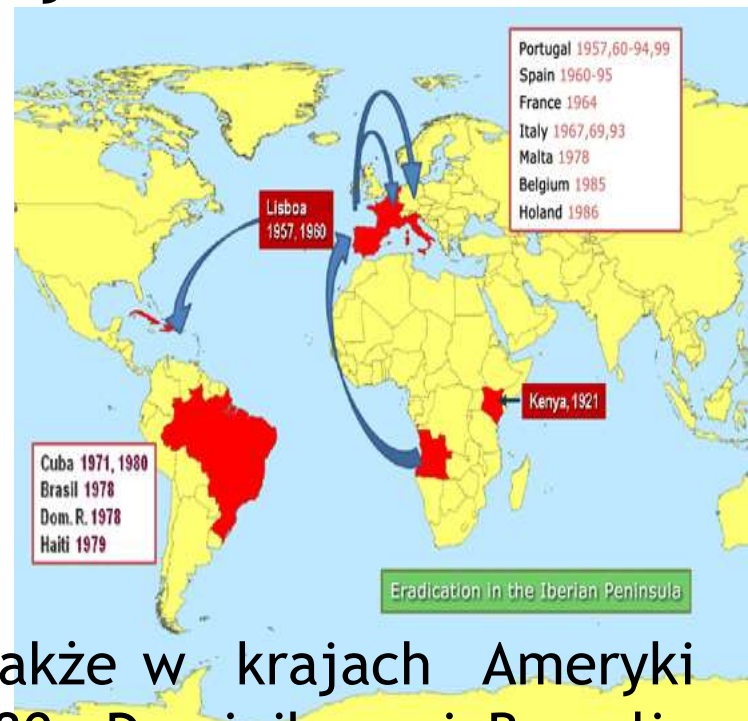 Portugal 1957,60-94,99
Spain 1960-95
France 1964
Italy 1967,69,93
Malta 1978
Belgium 1985
Holand 1986
Lisboa
1957, 1960
Kenya, 1921
Cuba 1971, 1980
Brasil 1978
Dom. R. 1978
Haiti 1979
Eradication in the Iberian Peninsula
akże w krajach Ameryki